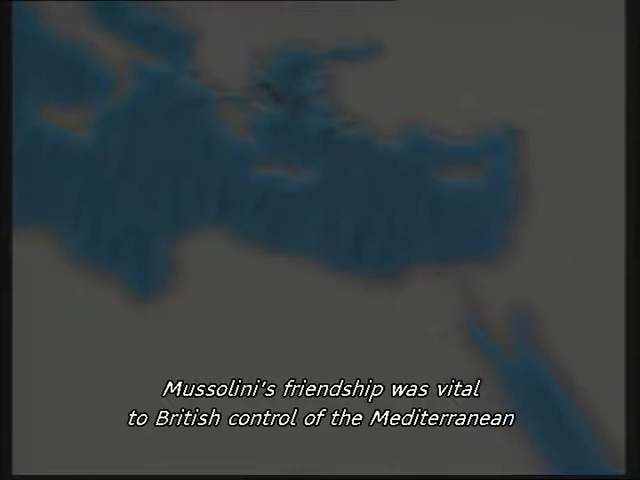 Mussolini's friendship was vital
to British control of the Mediterranean